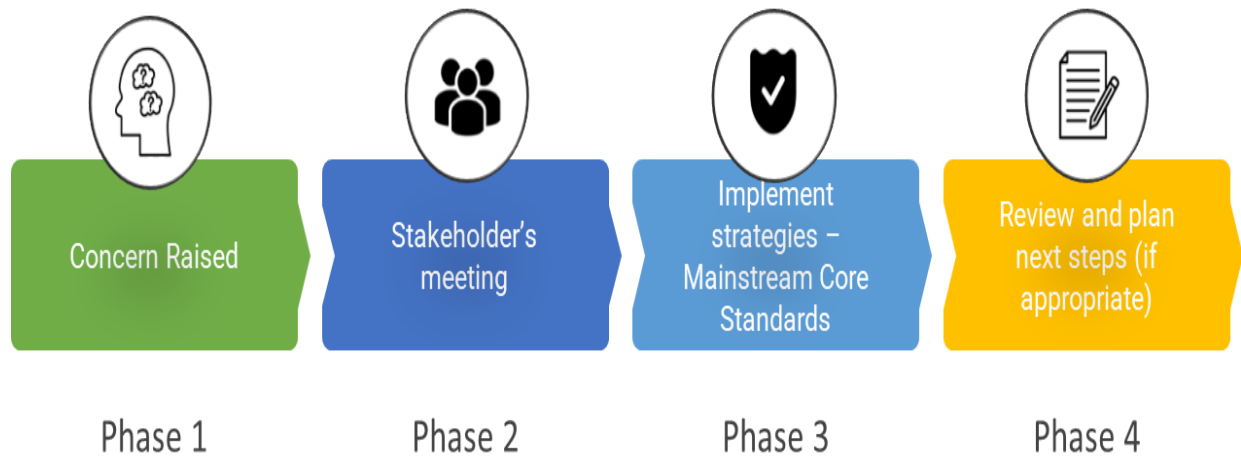 Concern Raised
Stakeholder’s
meeting
Implement
strategies –
Mainstream Core
Standards
Review and plan
next steps (if
appropriate)
Phase 1
Phase 2
Phase 3
Phase 4